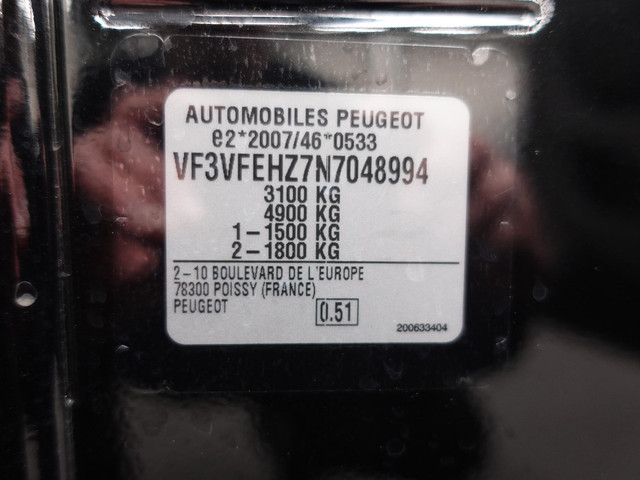 AUTOMOBILES PEUGEOT
e2*2007/46*0533
VF3VFEHZ7N7048994
3100 KG
4900 KG
1-1500 KG
2-1800 KG
2-10 BOULEVARD DE L'EUROPE
78300 POISSY (FRANCE)
PEUGEOT
0.51
200633404